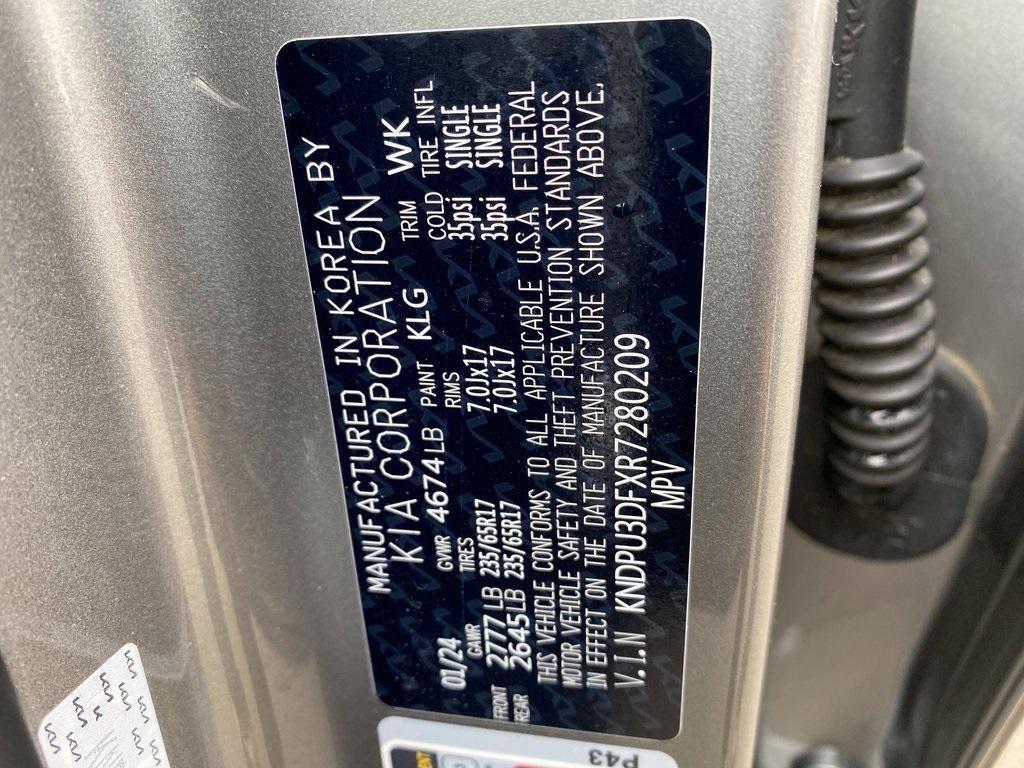 MANUFACTURED IN KOREA BY
KIA CORPORATION
01/24 GVWR 4674LB PAINT KLG TRIM WK
GAWR TIRES RIMS COLD TIRE INFL
FRONT 2777 LB 235/65R17 7.0Jx17 35psi SINGLE
REAR 2645LB 235/65R17 7.0Jx17 35psi SINGLE
THIS VEHICLE CONFORMS TO ALL APPLICABLE U.S.A. FEDERAL
MOTOR VEHICLE SAFETY AND THEFT PREVENTION STANDARDS
IN EFFECT ON THE DATE OF MANUFACTURE SHOWN ABOVE.
V.I.N KNDPU3DFXR7280209
MPV
P43